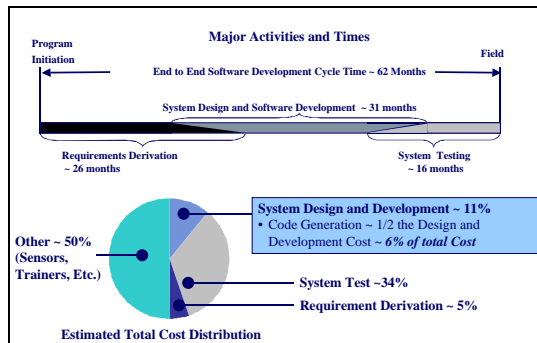 Major Activities and Times
Program
Initiation
Field
End to End Software Development Cycle Time ~ 62 Months
System Design and Software Development ~ 31 months
Requirements Derivation
~ 26 months
System Testing
~ 16 months
System Design and Development ~ 11%
• Code Generation ~ 1/2 the Design and
Development Cost ~ 6% of total Cost
Other ~ 50%
(Sensors,
Trainers, Etc.)
System Test ~34%
Requirement Derivation ~ 5%
Estimated Total Cost Distribution